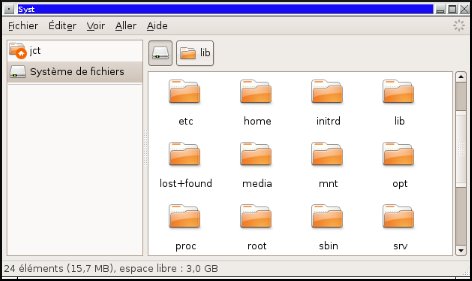 Syst
Fichier Éditer Voir Aller Aide
jct
Système de fichiers
lib
etc home initrd lib
lost+found media mnt opt
proc root sbin srv
24 éléments (15,7 MB), espace libre : 3,0 GB